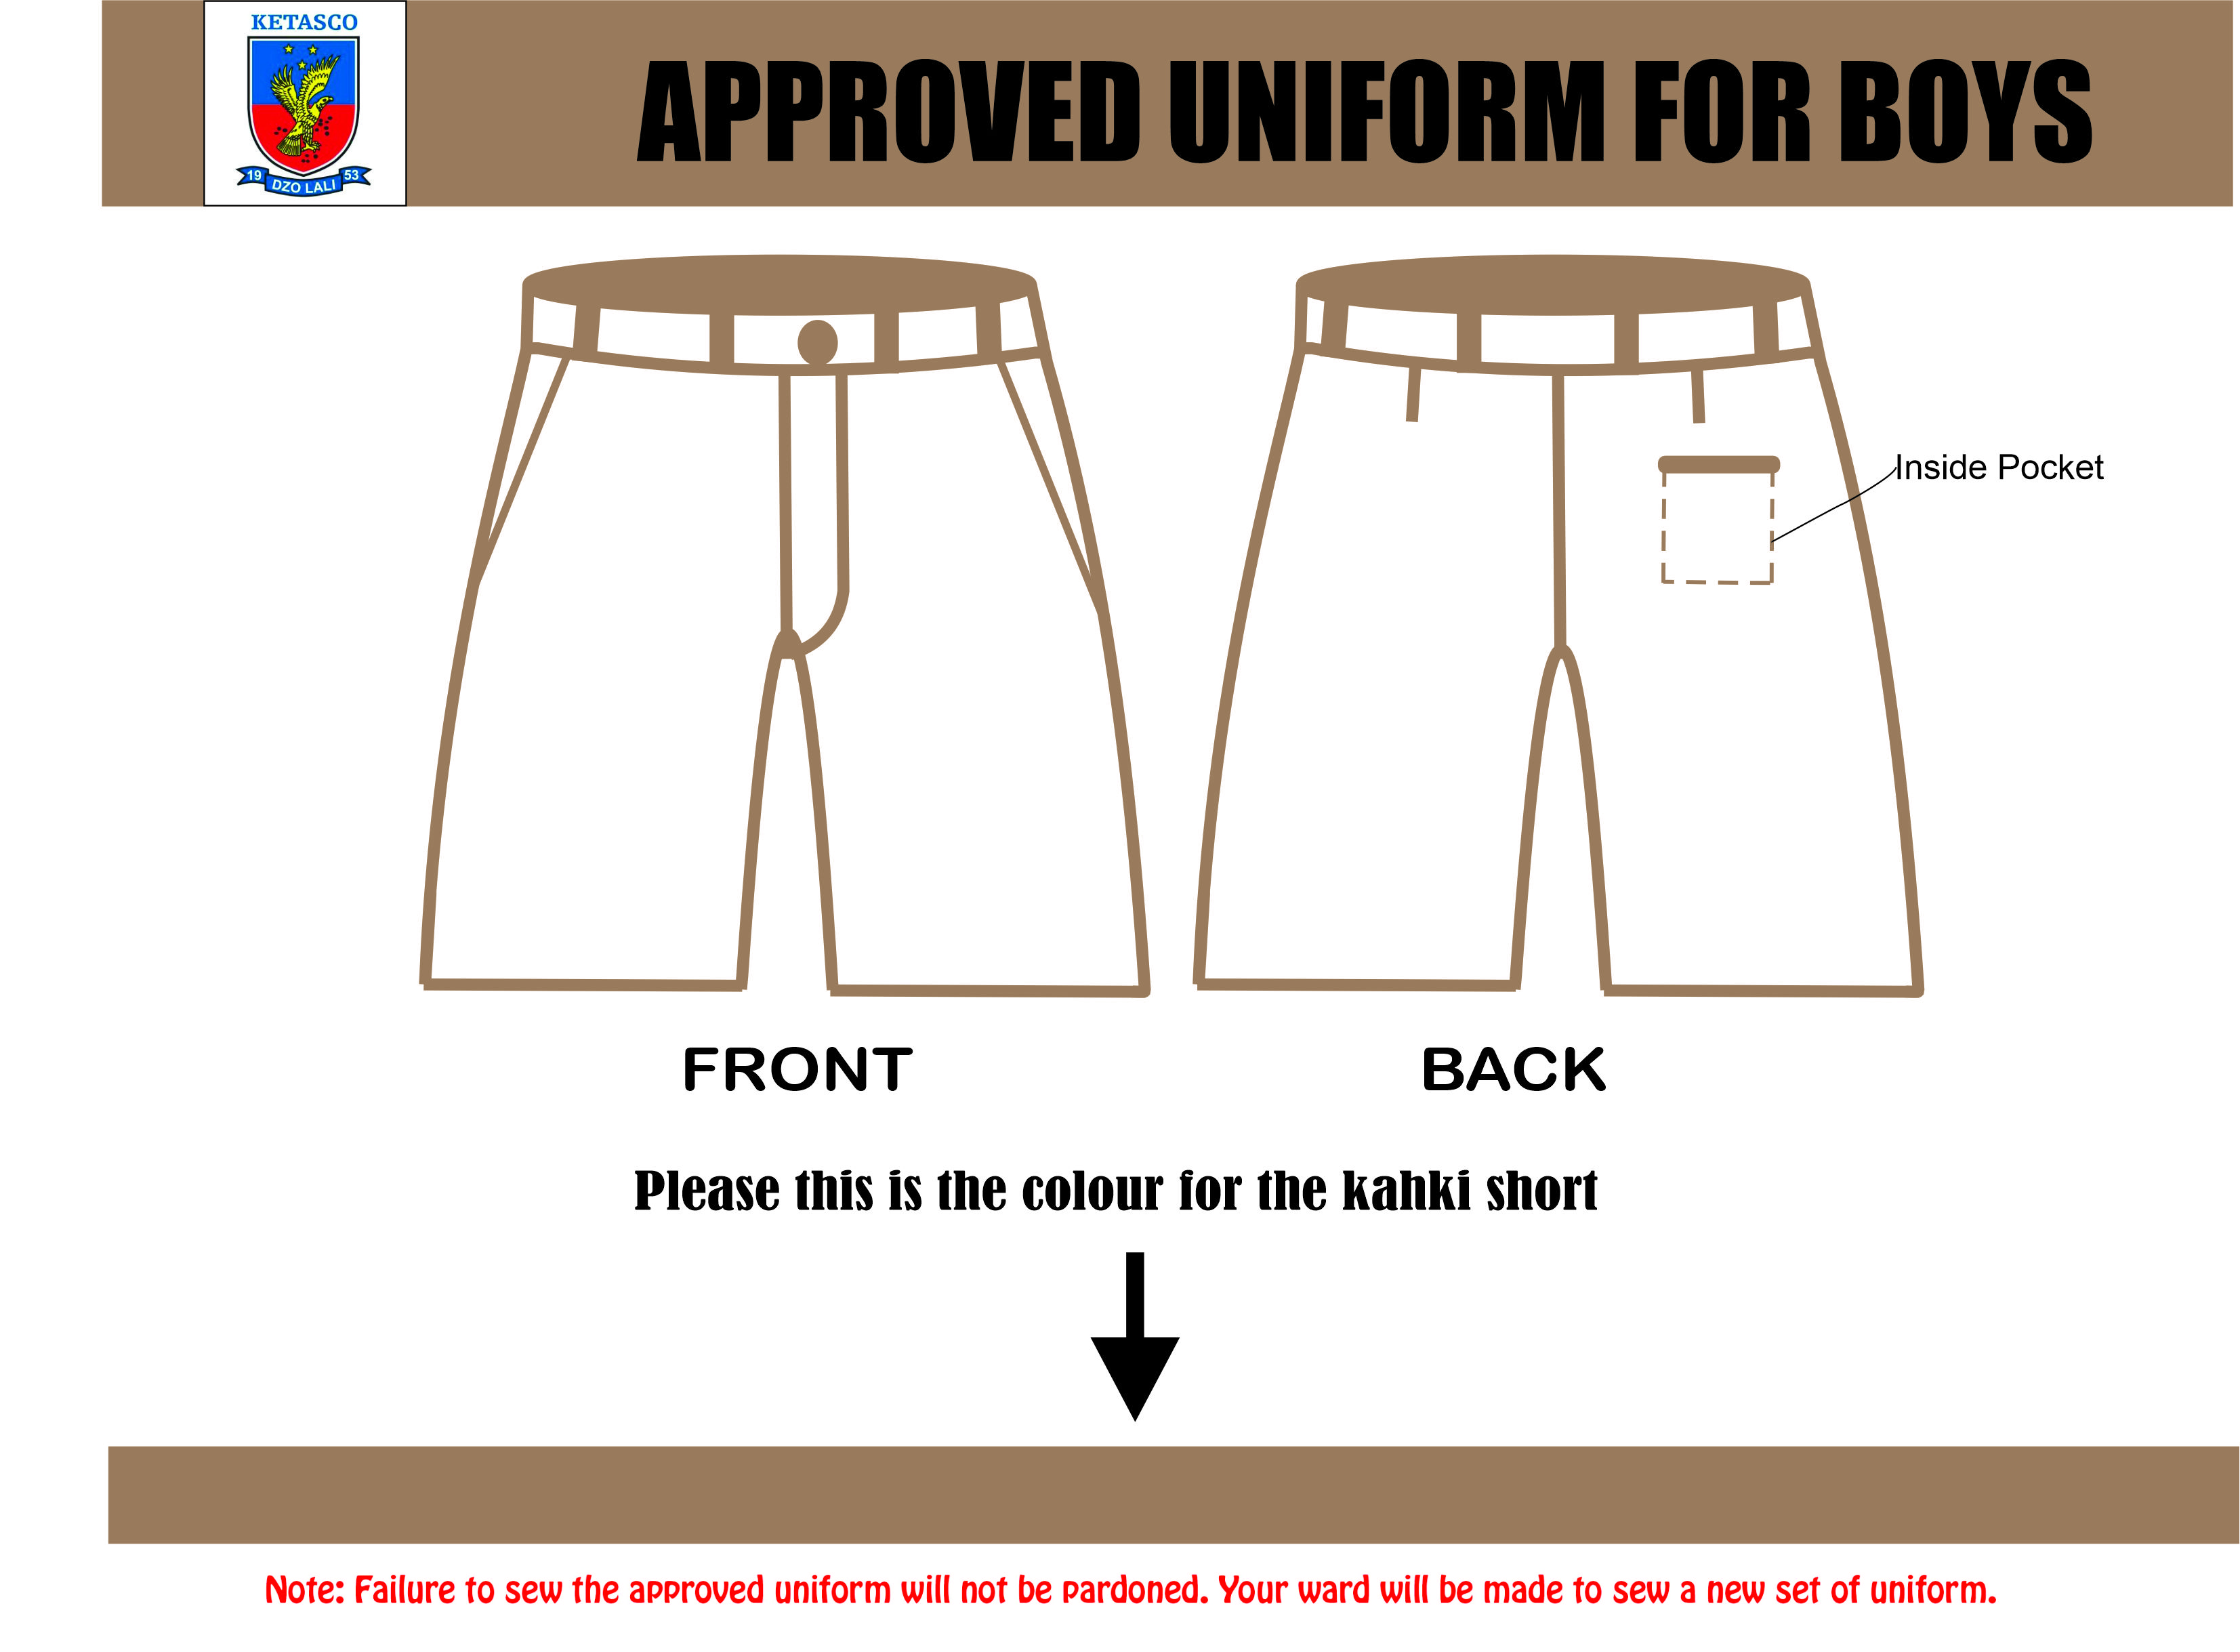 KETASCO
19 DZO LALI 53
APPROVED UNIFORM FOR BOYS
Inside Pocket
FRONT
BACK
Please this is the colour for the kahki short
Note: Failure to sew the approved uniform will not be pardoned. Your ward will be made to sew a new set of uniform.